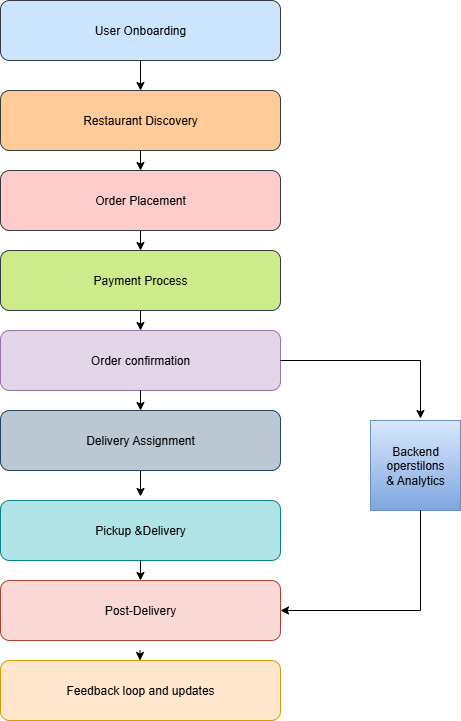 User Onboarding
Restaurant Discovery
Order Placement
Payment Process
Order confirmation
Delivery Assignment
Backend
operstilons
& Analytics
Pickup &Delivery
Post-Delivery
Feedback loop and updates